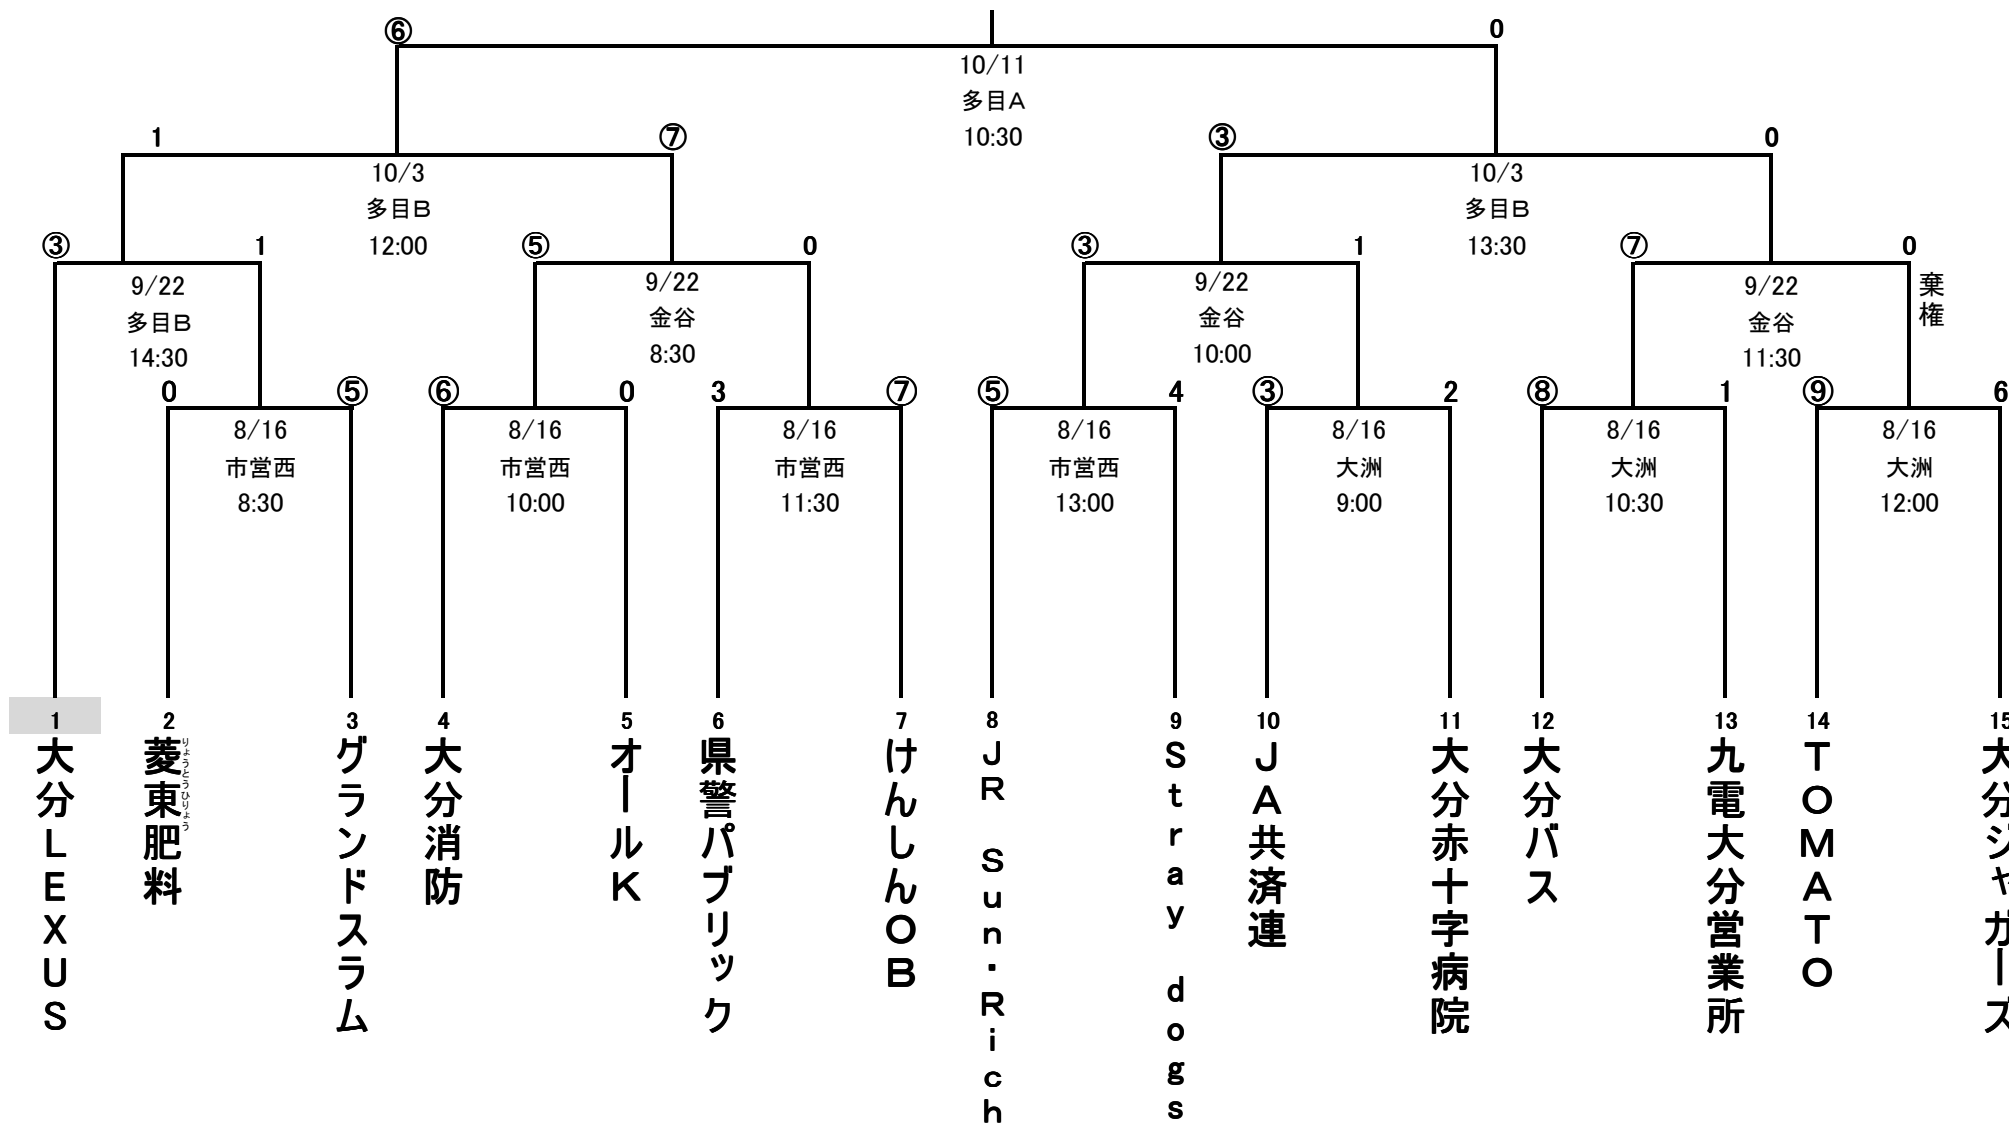 ⑥ 0
10/11
多目A
10:30
1 ⑦ ③ 0
10/3 10/3
多目B 多目B
12:00 13:30
③ 1 ⑤ 0 ③ 1 ⑦ 0
9/22 9/22 9/22 9/22
多目B 金谷 金谷 金谷
14:30 8:30 10:00 11:30
棄権
0 ⑤ ⑥ 0 3 ⑦ ⑤ 4 ③ 2 ⑧ 1 ⑨ 6
8/16 8/16 8/16 8/16 8/16 8/16 8/16
市営西 市営西 市営西 市営西 大洲 大洲 大洲
8:30 10:00 11:30 13:00 9:00 10:30 12:00
1 2 3 4 5 6 7 8 9 10 11 12 13 14 15
大分LEXUS
菱東肥料
りょうとうひりょう
グランドスラム
大分消防
オールK
県警パブリック
けんしんOB
JR Sun・Rich
Stray dogs
JA共済連
大分赤十字病院
大分バス
九電大分営業所
TOMATO
大分ジャガーズ